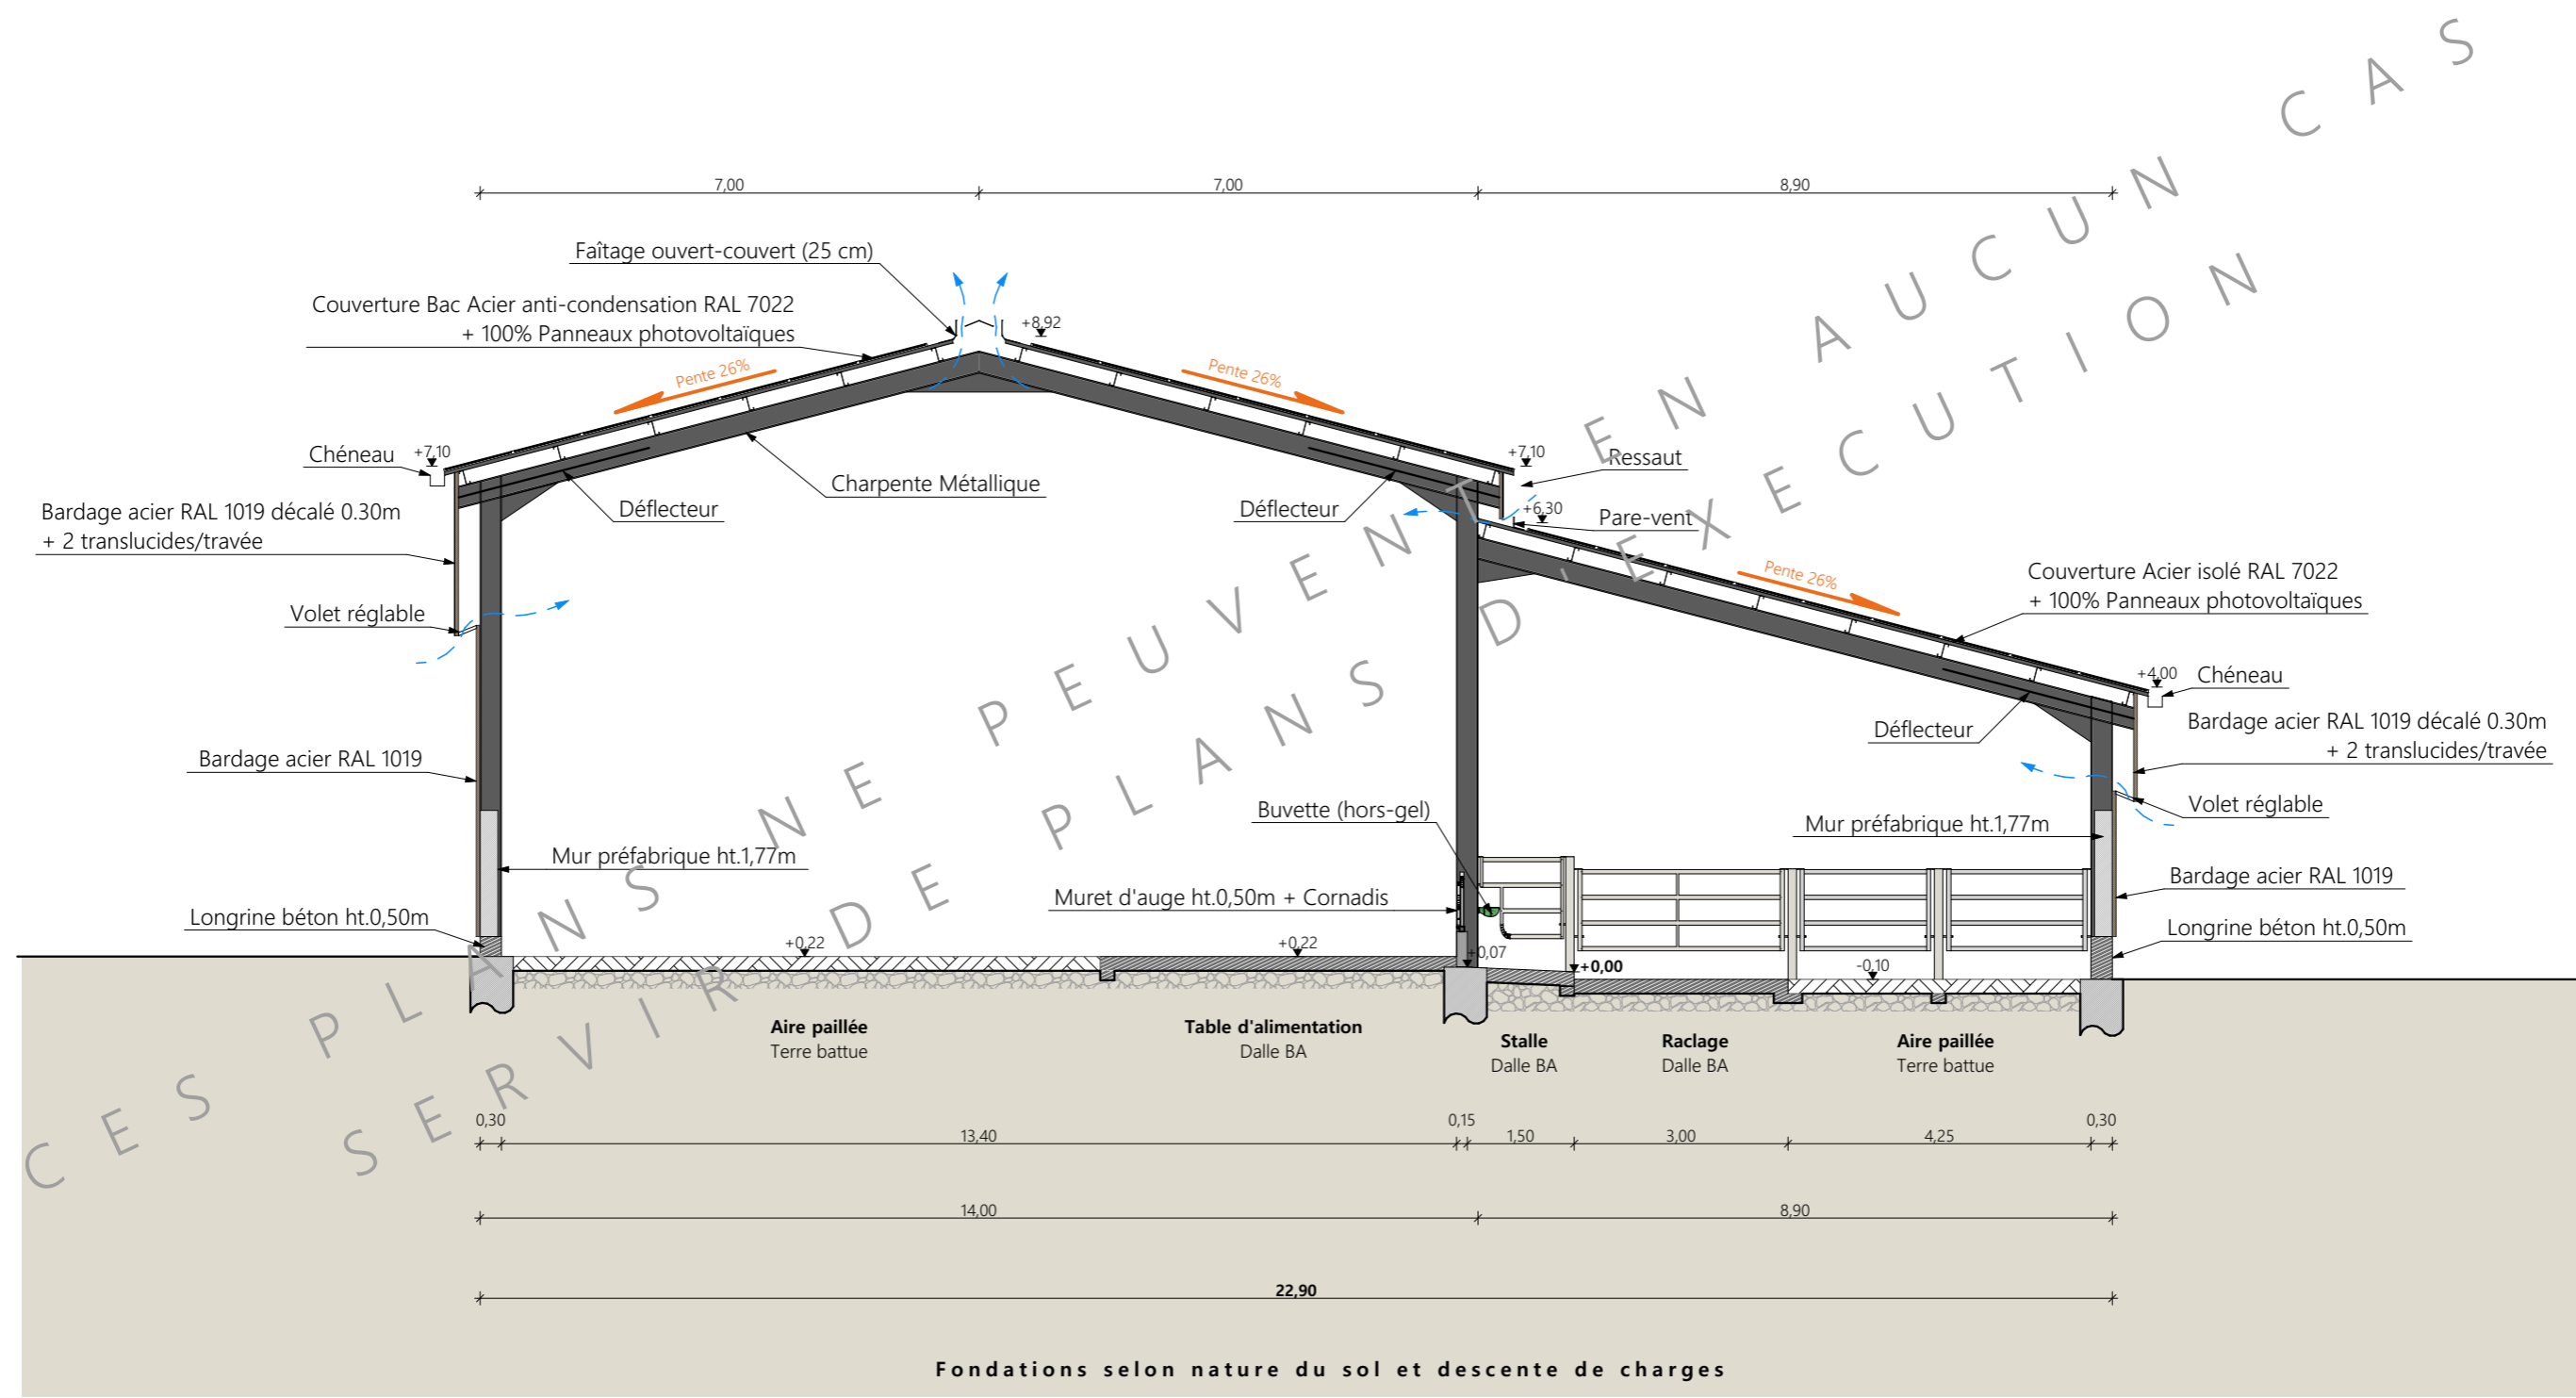 7,00
7,00
8,90
Faîtage ouvert-couvert (25 cm)
Couverture Bac Acier anti-condensation RAL 7022
+ 100% Panneaux photovoltaïques
+8,92
Pente 26%
Pente 26%
Chéneau
+7,10
+7,10
Ressaut
Charpente Métallique
Déflecteur
Déflecteur
Bardage acier RAL 1019 décalé 0.30m
+ 2 translucides/travée
+6,30
Pare-vent
Pente 26%
Couverture Acier isolé RAL 7022
+ 100% Panneaux photovoltaïques
Volet réglable
+4,00
Chéneau
Déflecteur
Bardage acier RAL 1019 décalé 0.30m
+ 2 translucides/travée
Bardage acier RAL 1019
Buvette (hors-gel)
Volet réglable
Mur préfabrique ht.1,77m
Mur préfabrique ht.1,77m
Bardage acier RAL 1019
Muret d'auge ht.0,50m + Cornadis
Longrine béton ht.0,50m
Longrine béton ht.0,50m
+0,22
+0,22
+0,07
+0,00
-0,10
Aire paillée
Terre battue
Table d'alimentation
Dalle BA
Stalle
Dalle BA
Raclage
Dalle BA
Aire paillée
Terre battue
0,30
13,40
0,15
1,50
3,00
4,25
0,30
14,00
8,90
22,90
Fondations selon nature du sol et descente de charges
CES PLANS NE PEUVENT EN AUCUN CAS
SERVIR DE PLANS D'EXECUTION